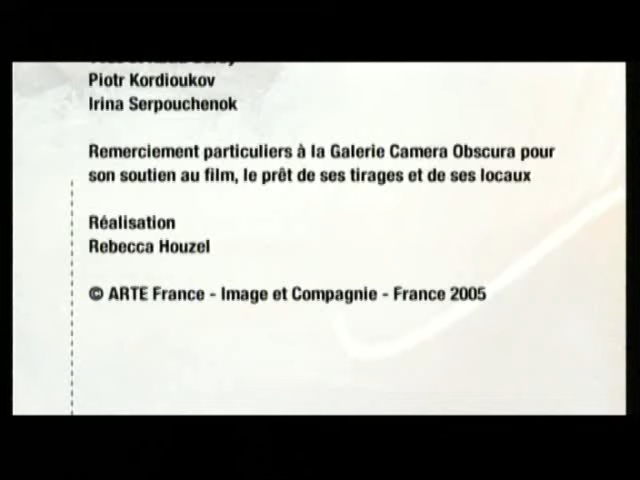 Piotr Kordioukov
Irina Serpouchenok
Remerciement particuliers à la Galerie Camera Obscura pour
son soutien au film, le prêt de ses tirages et de ses locaux
Réalisation
Rebecca Houzel
© ARTE France - Image et Compagnie - France 2005